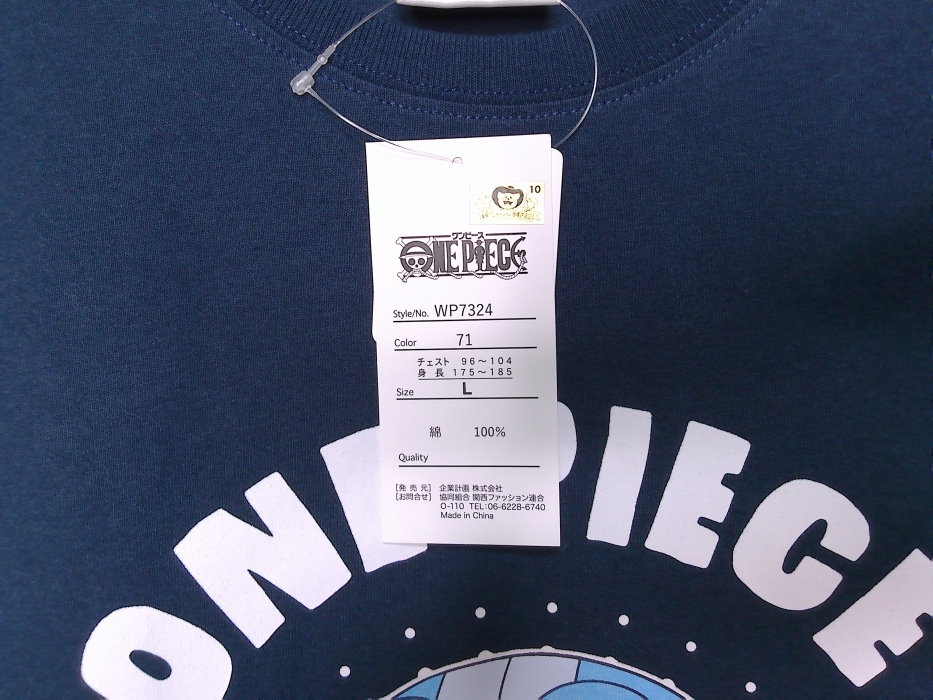 10
ワンピース
ONE PIECE
Style/No. WP7324
Color 71
チェスト 96〜104
身長 175〜185
Size L
綿 100%
Quality
[発売元] 企業計画 株式会社
[お問合せ] 協同組合 関西ファッション連合
O-110 TEL:06-6228-6740
Made in China
ONE PIECE